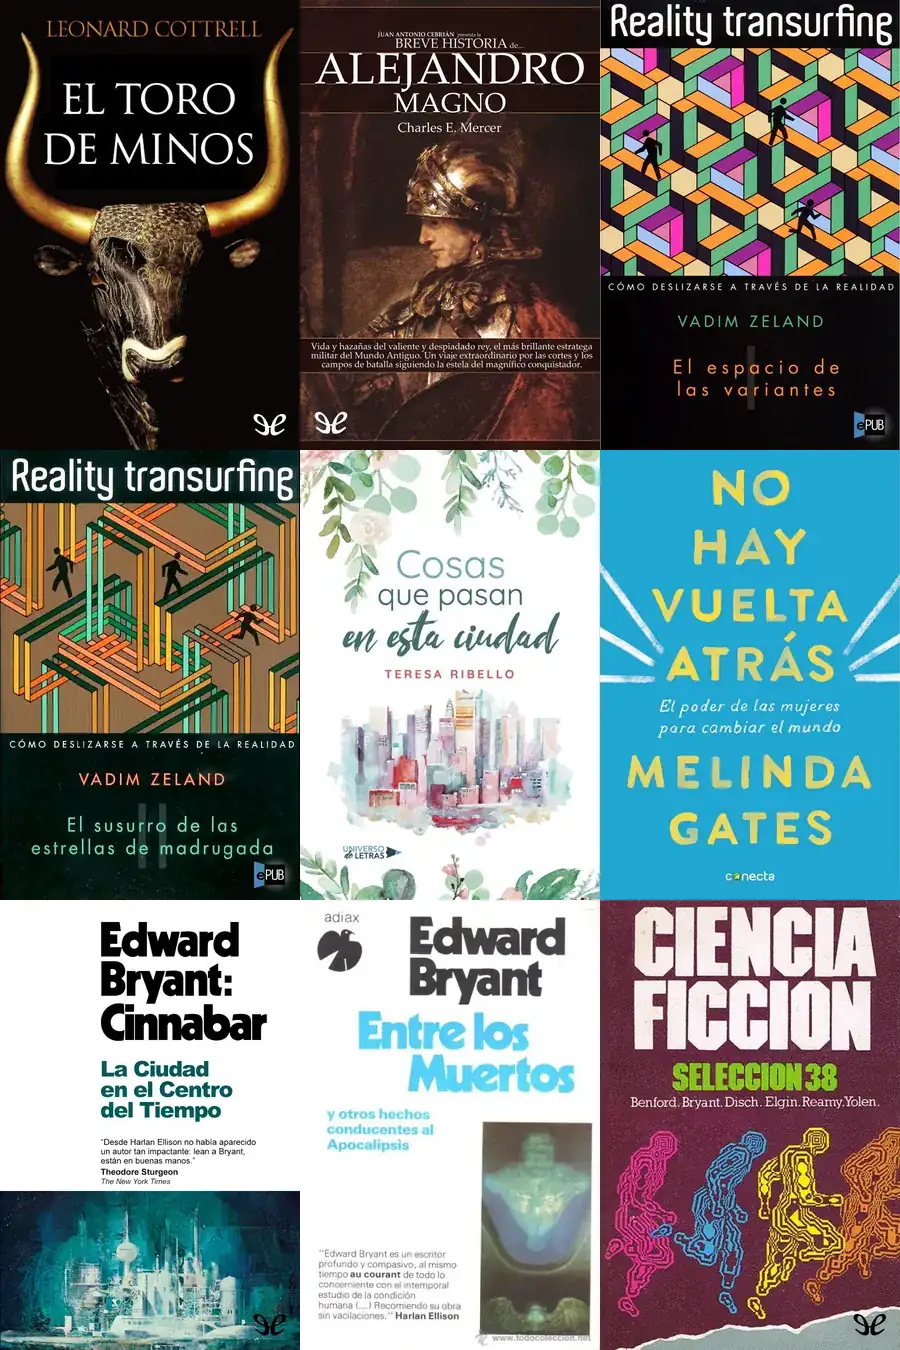 LEONARD COTTRELL
EL TORO
DE MINOS
JUAN ANTONIO CEBRIÁN presenta la
BREVE HISTORIA de...
ALEJANDRO
MAGNO
Charles E. Mercer
Vida y hazañas del valiente y despiadado rey, el más brillante estratega
militar del Mundo Antiguo. Un viaje extraordinario por las cortes y los
campos de batalla siguiendo la estela del magnífico conquistador.
Reality transurfing
CÓMO DESLIZARSE A TRAVÉS DE LA REALIDAD
VADIM ZELAND
I
El espacio de
las variantes
ePUB
Reality transurfing
CÓMO DESLIZARSE A TRAVÉS DE LA REALIDAD
VADIM ZELAND
II
El susurro de las
estrellas de madrugada
ePUB
Cosas
que pasan
en esta ciudad
TERESA RIBELLO
UNIVERSO
de LETRAS
NO
HAY
VUELTA
ATRÁS
El poder de las mujeres
para cambiar el mundo
MELINDA
GATES
conecta
Edward
Bryant:
Cinnabar
La Ciudad
en el Centro
del Tiempo
"Desde Harlan Ellison no había aparecido
un autor tan impactante: lean a Bryant,
están en buenas manos."
Theodore Sturgeon
The New York Times
adiax
Edward
Bryant
Entre los
Muertos
y otros hechos
conducentes al
Apocalipsis
"Edward Bryant es un escritor
profundo y compasivo, al mismo
tiempo au courant de todo lo
concerniente con el intemporal
estudio de la condición
humana (...) Recomiendo su obra
sin vacilaciones." Harlan Ellison
www.todocoleccion.net
CIENCIA
FICCION
SELECCION 38
Benford. Bryant. Disch. Elgin. Reamy. Yolen.